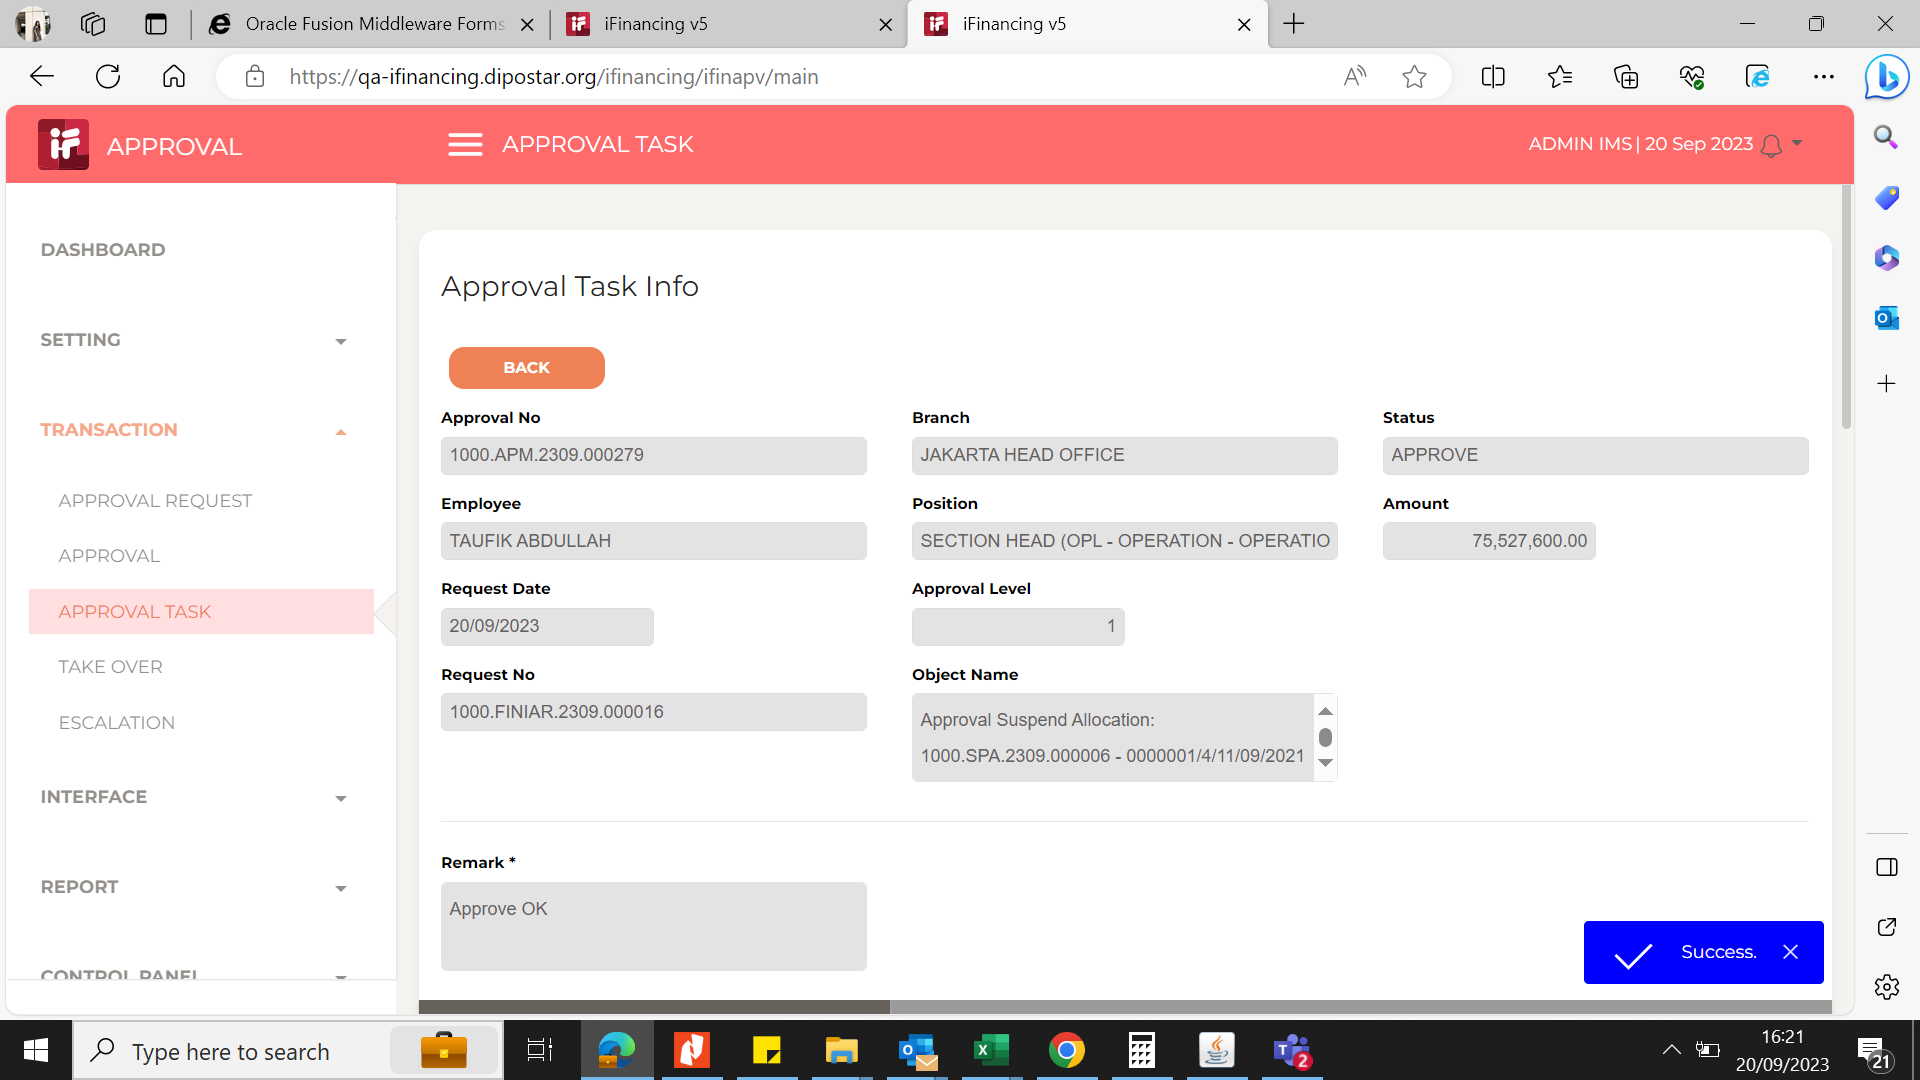 Oracle Fusion Middleware Forms
iFinancing v5
iFinancing v5
https://qa-ifinancing.dipostar.org/ifinancing/ifinapv/main
iF APPROVAL
APPROVAL TASK
ADMIN IMS | 20 Sep 2023
DASHBOARD
SETTING
TRANSACTION
APPROVAL REQUEST
APPROVAL
APPROVAL TASK
TAKE OVER
ESCALATION
INTERFACE
REPORT
CONTROL PANEL
Approval Task Info
BACK
Approval No
Branch
Status
1000.APM.2309.000279
JAKARTA HEAD OFFICE
APPROVE
Employee
Position
Amount
TAUFIK ABDULLAH
SECTION HEAD (OPL - OPERATION - OPERATIO
75,527,600.00
Request Date
Approval Level
20/09/2023
1
Request No
Object Name
1000.FINIAR.2309.000016
Approval Suspend Allocation:
1000.SPA.2309.000006 - 0000001/4/11/09/2021
Remark *
Approve OK
Success.
Type here to search
2
16:21
20/09/2023
21